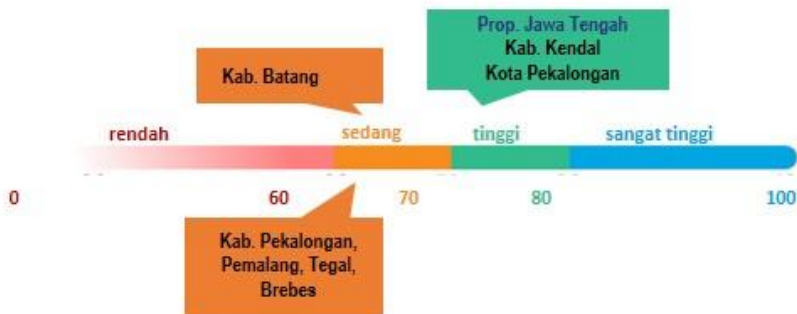 Prop. Jawa Tengah
Kab. Kendal
Kota Pekalongan
Kab. Batang
rendah sedang tinggi sangat tinggi
0 60 70 80 100
Kab. Pekalongan,
Pemalang, Tegal,
Brebes